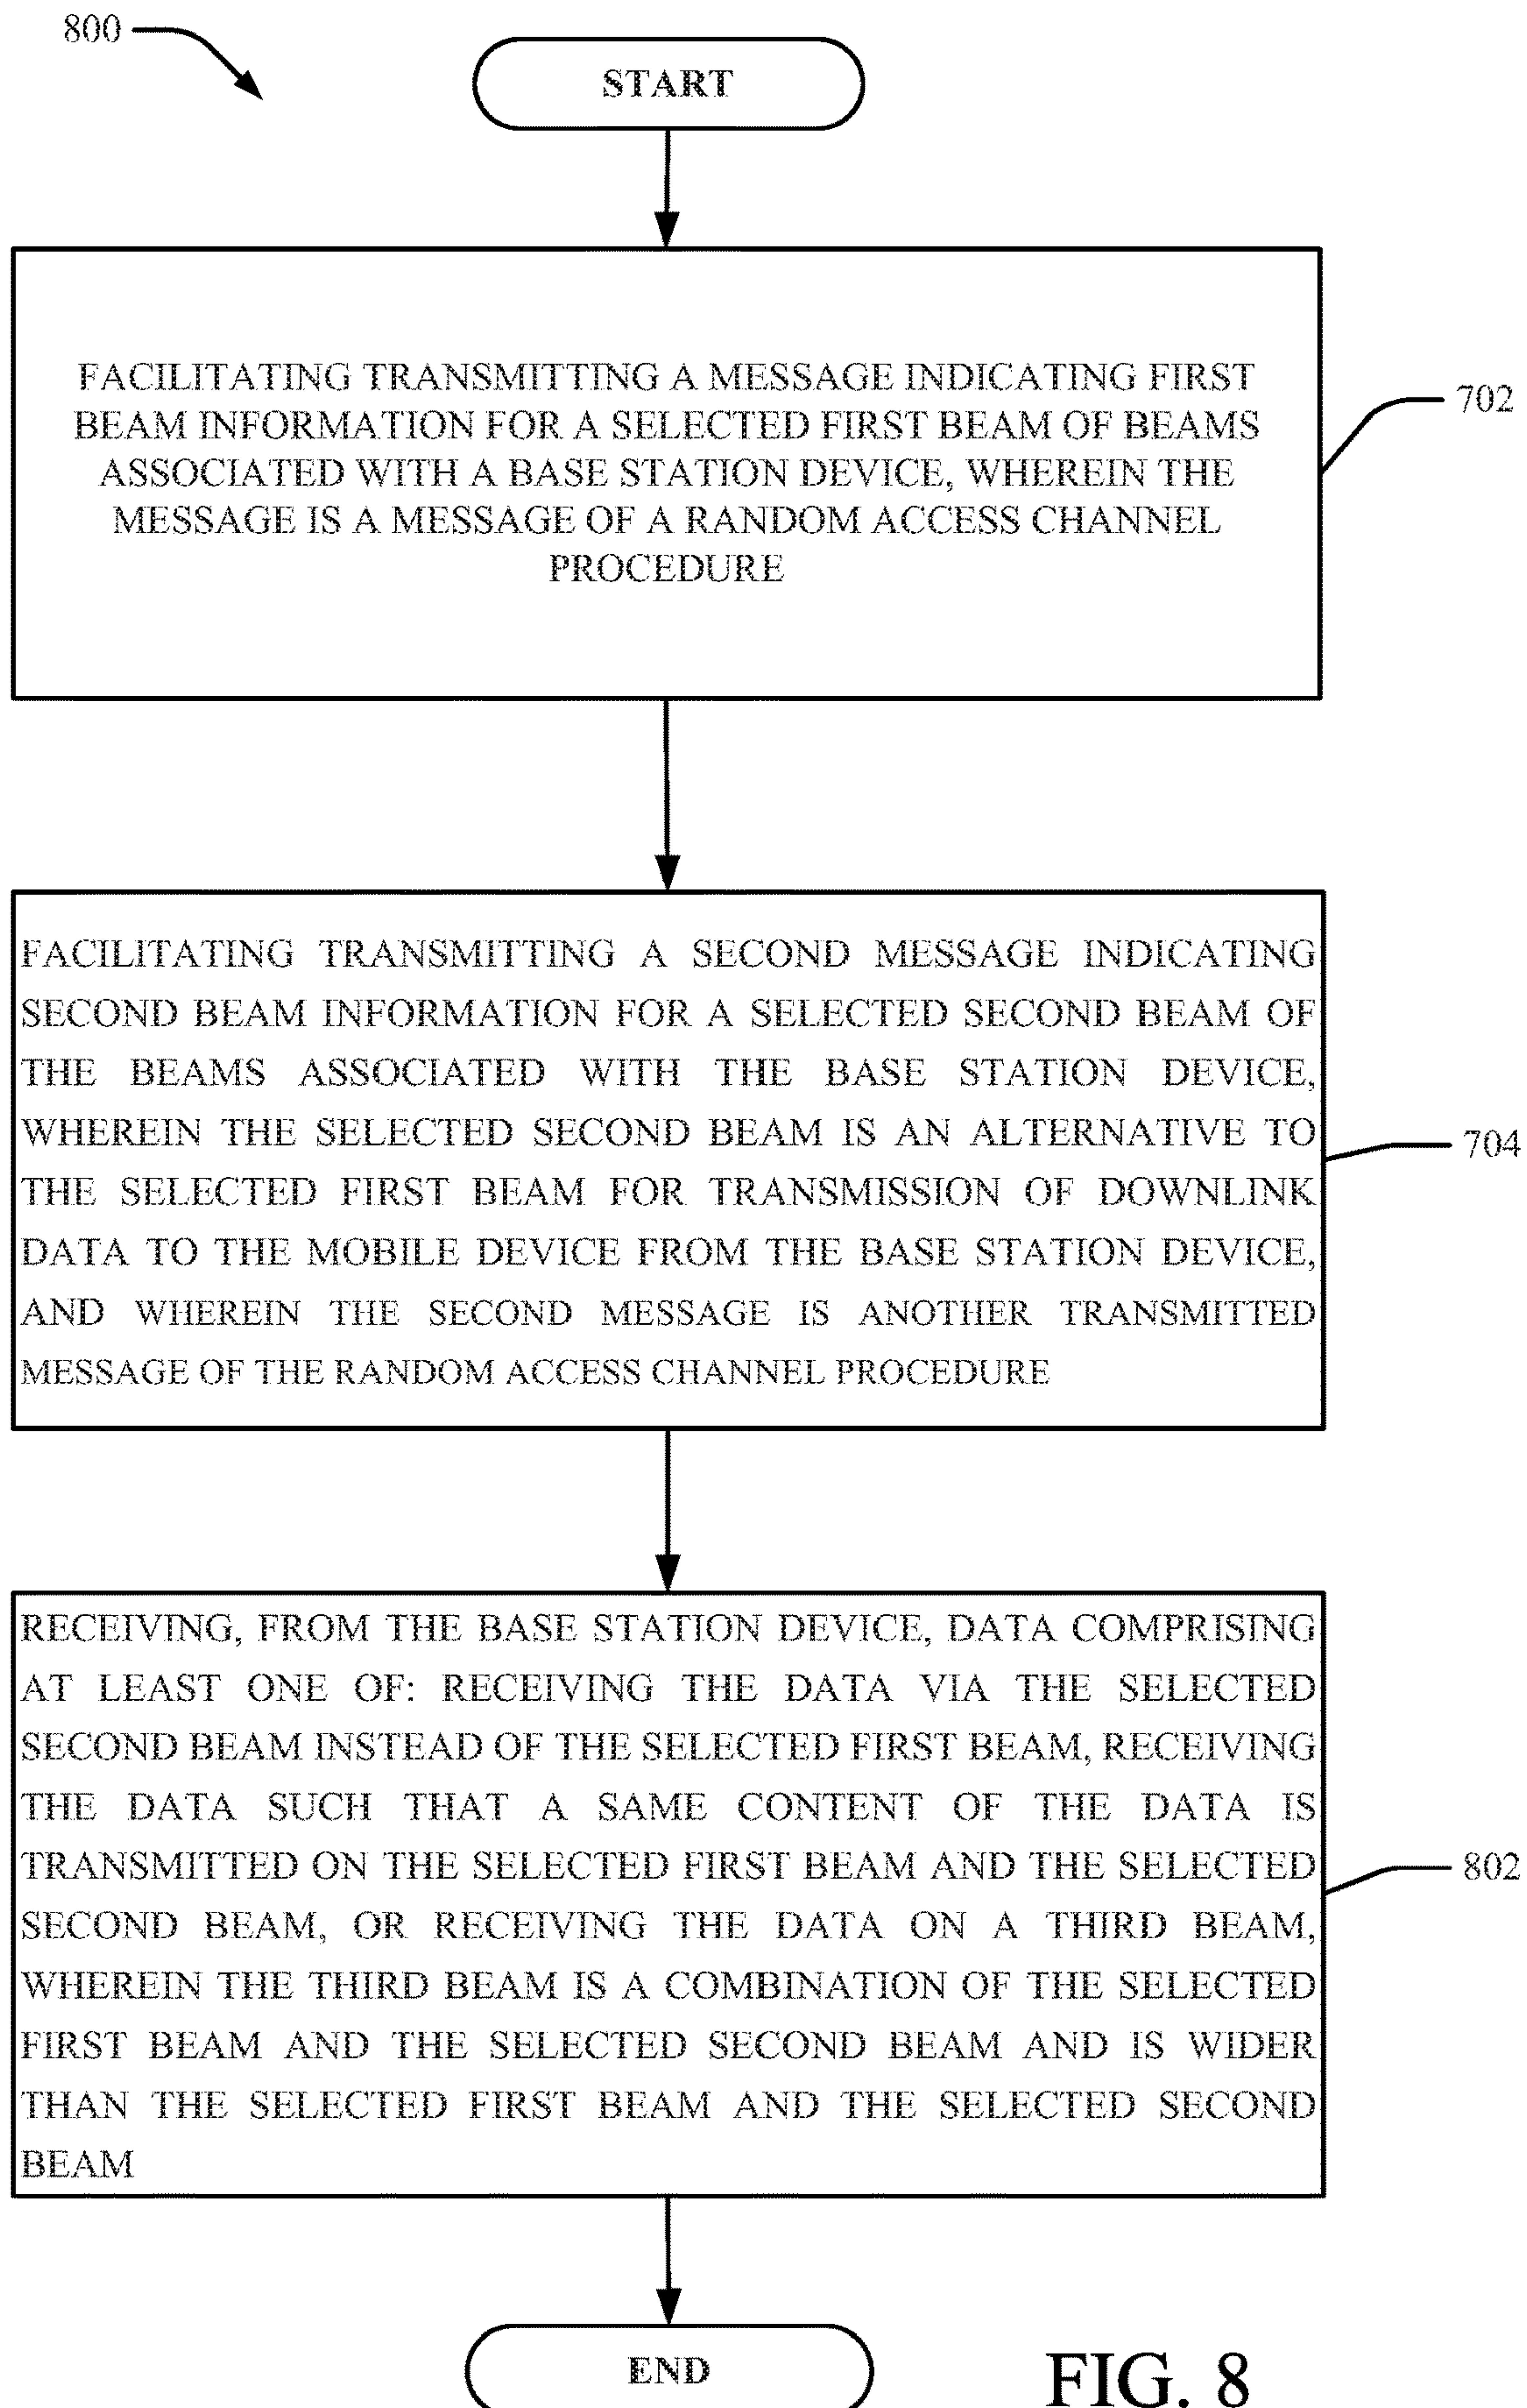 800
START
FACILITATING TRANSMITTING A MESSAGE INDICATING FIRST
BEAM INFORMATION FOR A SELECTED FIRST BEAM OF BEAMS
ASSOCIATED WITH A BASE STATION DEVICE, WHEREIN THE
MESSAGE IS A MESSAGE OF A RANDOM ACCESS CHANNEL
PROCEDURE
702
FACILITATING TRANSMITTING A SECOND MESSAGE INDICATING
SECOND BEAM INFORMATION FOR A SELECTED SECOND BEAM OF
THE BEAMS ASSOCIATED WITH THE BASE STATION DEVICE,
WHEREIN THE SELECTED SECOND BEAM IS AN ALTERNATIVE TO
THE SELECTED FIRST BEAM FOR TRANSMISSION OF DOWNLINK
DATA TO THE MOBILE DEVICE FROM THE BASE STATION DEVICE,
AND WHEREIN THE SECOND MESSAGE IS ANOTHER TRANSMITTED
MESSAGE OF THE RANDOM ACCESS CHANNEL PROCEDURE
704
RECEIVING, FROM THE BASE STATION DEVICE, DATA COMPRISING
AT LEAST ONE OF: RECEIVING THE DATA VIA THE SELECTED
SECOND BEAM INSTEAD OF THE SELECTED FIRST BEAM, RECEIVING
THE DATA SUCH THAT A SAME CONTENT OF THE DATA IS
TRANSMITTED ON THE SELECTED FIRST BEAM AND THE SELECTED
SECOND BEAM, OR RECEIVING THE DATA ON A THIRD BEAM,
WHEREIN THE THIRD BEAM IS A COMBINATION OF THE SELECTED
FIRST BEAM AND THE SELECTED SECOND BEAM AND IS WIDER
THAN THE SELECTED FIRST BEAM AND THE SELECTED SECOND
BEAM
802
END
FIG. 8